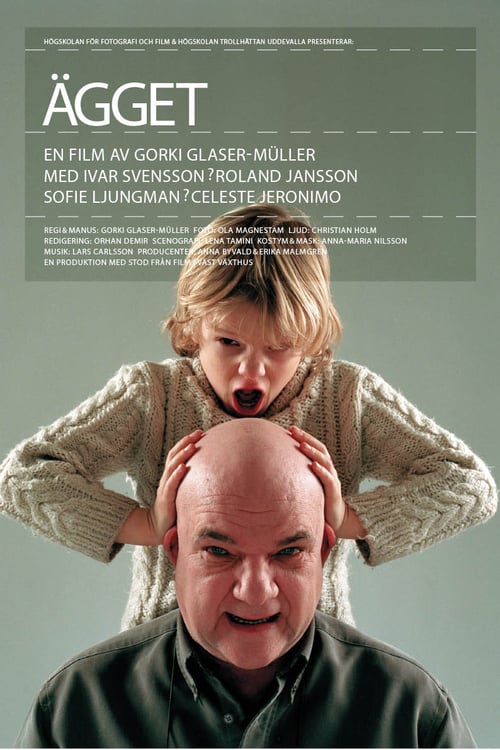 HÖGSKOLAN FÖR FOTOGRAFI OCH FILM & HÖGSKOLAN TROLLHÄTTAN UDDEVALLA PRESENTERAR:
ÄGGET
EN FILM AV GORKI GLASER-MÜLLER
MED IVAR SVENSSON ? ROLAND JANSSON
SOFIE LJUNGMAN ? CELESTE JERONIMO
REGI & MANUS: GORKI GLASER-MÜLLER FOTO: OLA MAGNESTAM LJUD: CHRISTIAN HOLM
REDIGERING: ORHAN DEMIR SCENOGRAFI: LENA TAMINI KOSTYM & MASK: ANNA-MARIA NILSSON
MUSIK: LARS CARLSSON PRODUCENTER: ANNA BYVALD & ERIKA MALMGREN
EN PRODUKTION MED STOD FRÅN FILM I VÄST VÄXTHUS